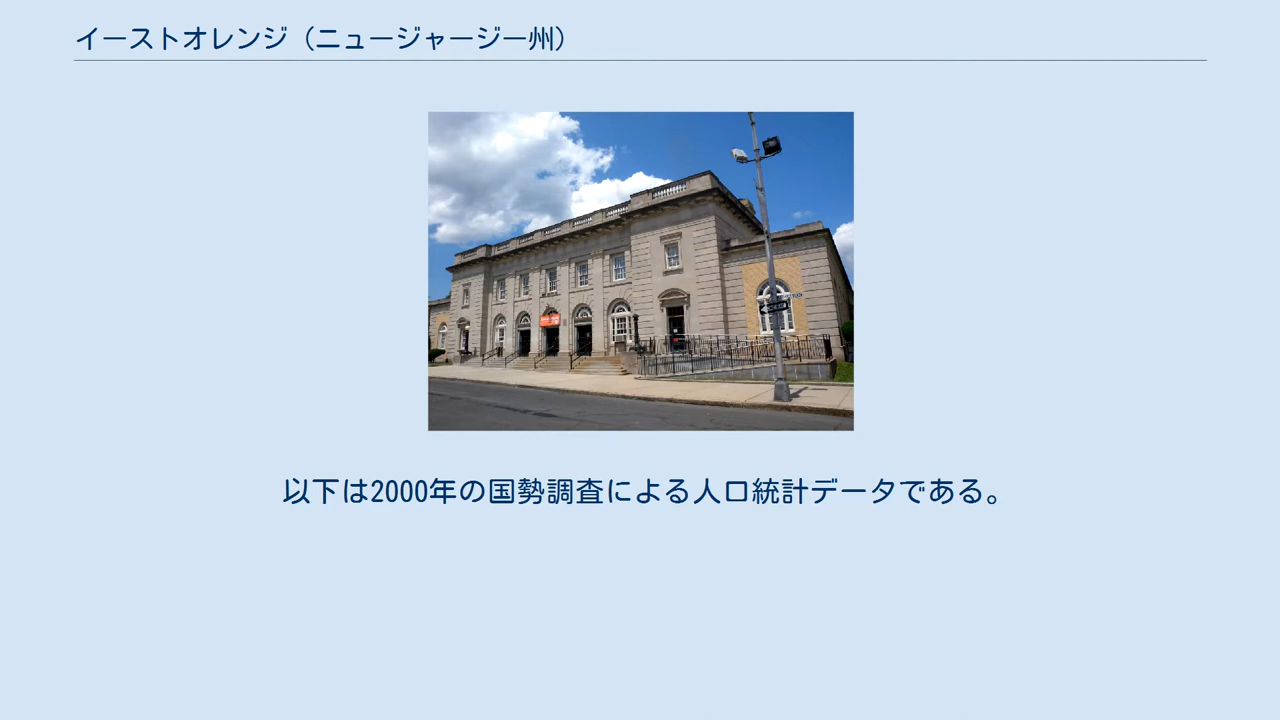 イーストオレンジ（ニュージャージー州）
以下は2000年の国勢調査による人口統計データである。